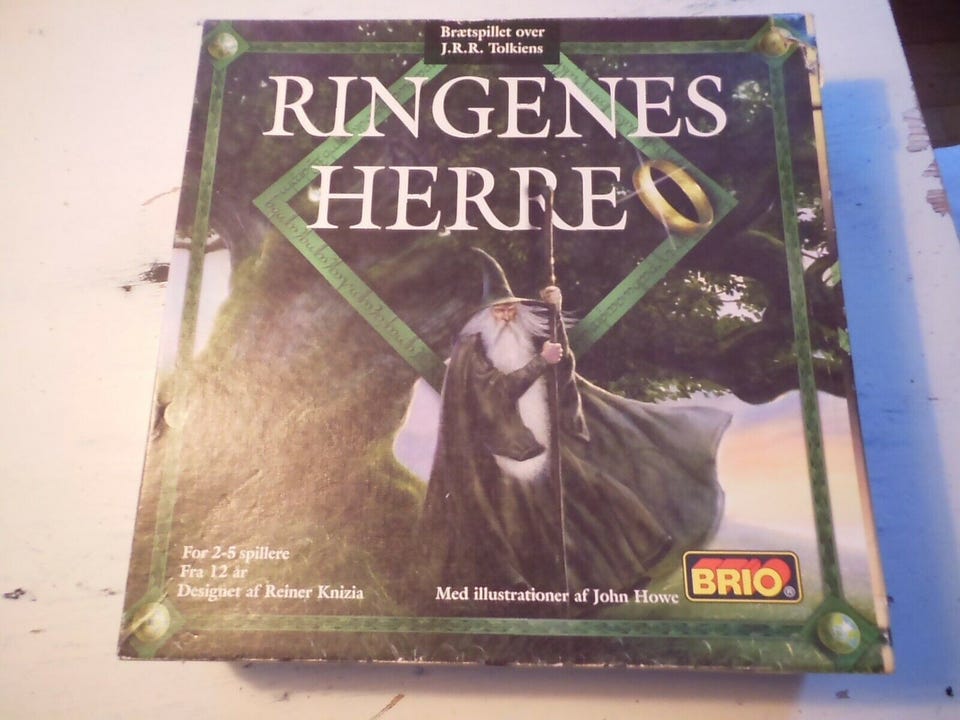 Brætspillet over
J.R.R. Tolkiens
RINGENES
HERRE
For 2-5 spillere
Fra 12 år
Designet af Reiner Knizia
Med illustrationer af John Howe
BRIO®